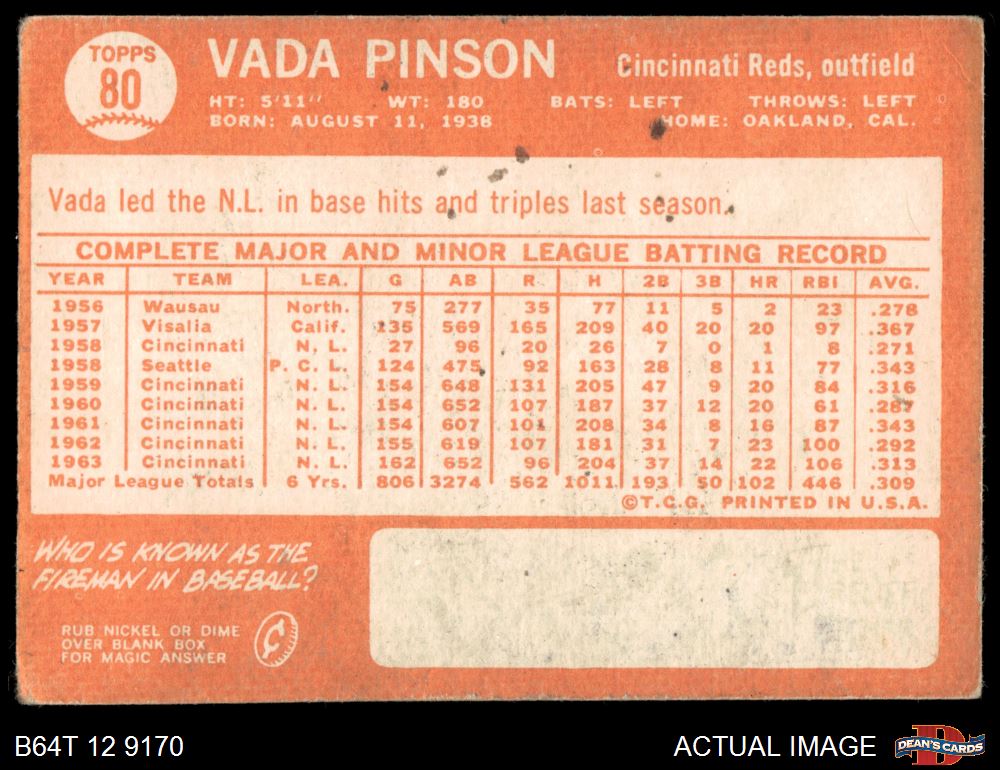 TOPPS
80
VADA PINSON
Cincinnati Reds, outfield
HT: 5'11" WT: 180 BATS: LEFT THROWS: LEFT
BORN: AUGUST 11, 1938 HOME: OAKLAND, CAL.
Vada led the N.L. in base hits and triples last season.
COMPLETE MAJOR AND MINOR LEAGUE BATTING RECORD
YEAR TEAM LEA. G AB R H 2B 3B HR RBI AVG.
1956 Wausau North. 75 277 35 77 11 5 2 23 .278
1957 Visalia Calif. 135 569 165 209 40 20 20 97 .367
1958 Cincinnati N. L. 27 96 20 26 7 0 1 8 .271
1958 Seattle P. C. L. 124 475 92 163 28 8 11 77 .343
1959 Cincinnati N. L. 154 648 131 205 47 9 20 84 .316
1960 Cincinnati N. L. 154 652 107 187 37 12 20 61 .287
1961 Cincinnati N. L. 154 607 101 208 34 8 16 87 .343
1962 Cincinnati N. L. 155 619 107 181 31 7 23 100 .292
1963 Cincinnati N. L. 162 652 96 204 37 14 22 106 .313
Major League Totals 6 Yrs. 806 3274 562 1011 193 50 102 446 .309
©T.C.G. PRINTED IN U.S.A.
WHO IS KNOWN AS THE
FIREMAN IN BASEBALL?
RUB NICKEL OR DIME
OVER BLANK BOX
FOR MAGIC ANSWER
B64T 12 9170
ACTUAL IMAGE
DEAN'S CARDS